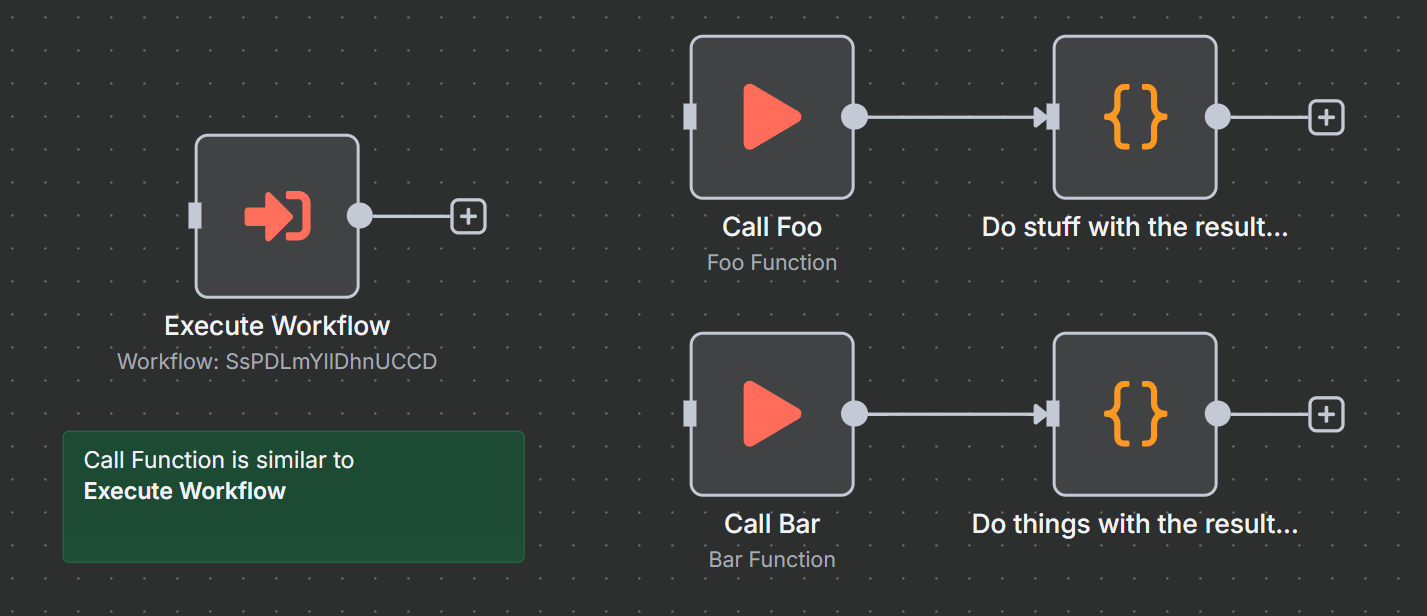 Execute Workflow
Workflow: SsPDLmYlIDhnUCCD
Call Function is similar to
Execute Workflow
Call Foo
Foo Function
Do stuff with the result...
Call Bar
Bar Function
Do things with the result...